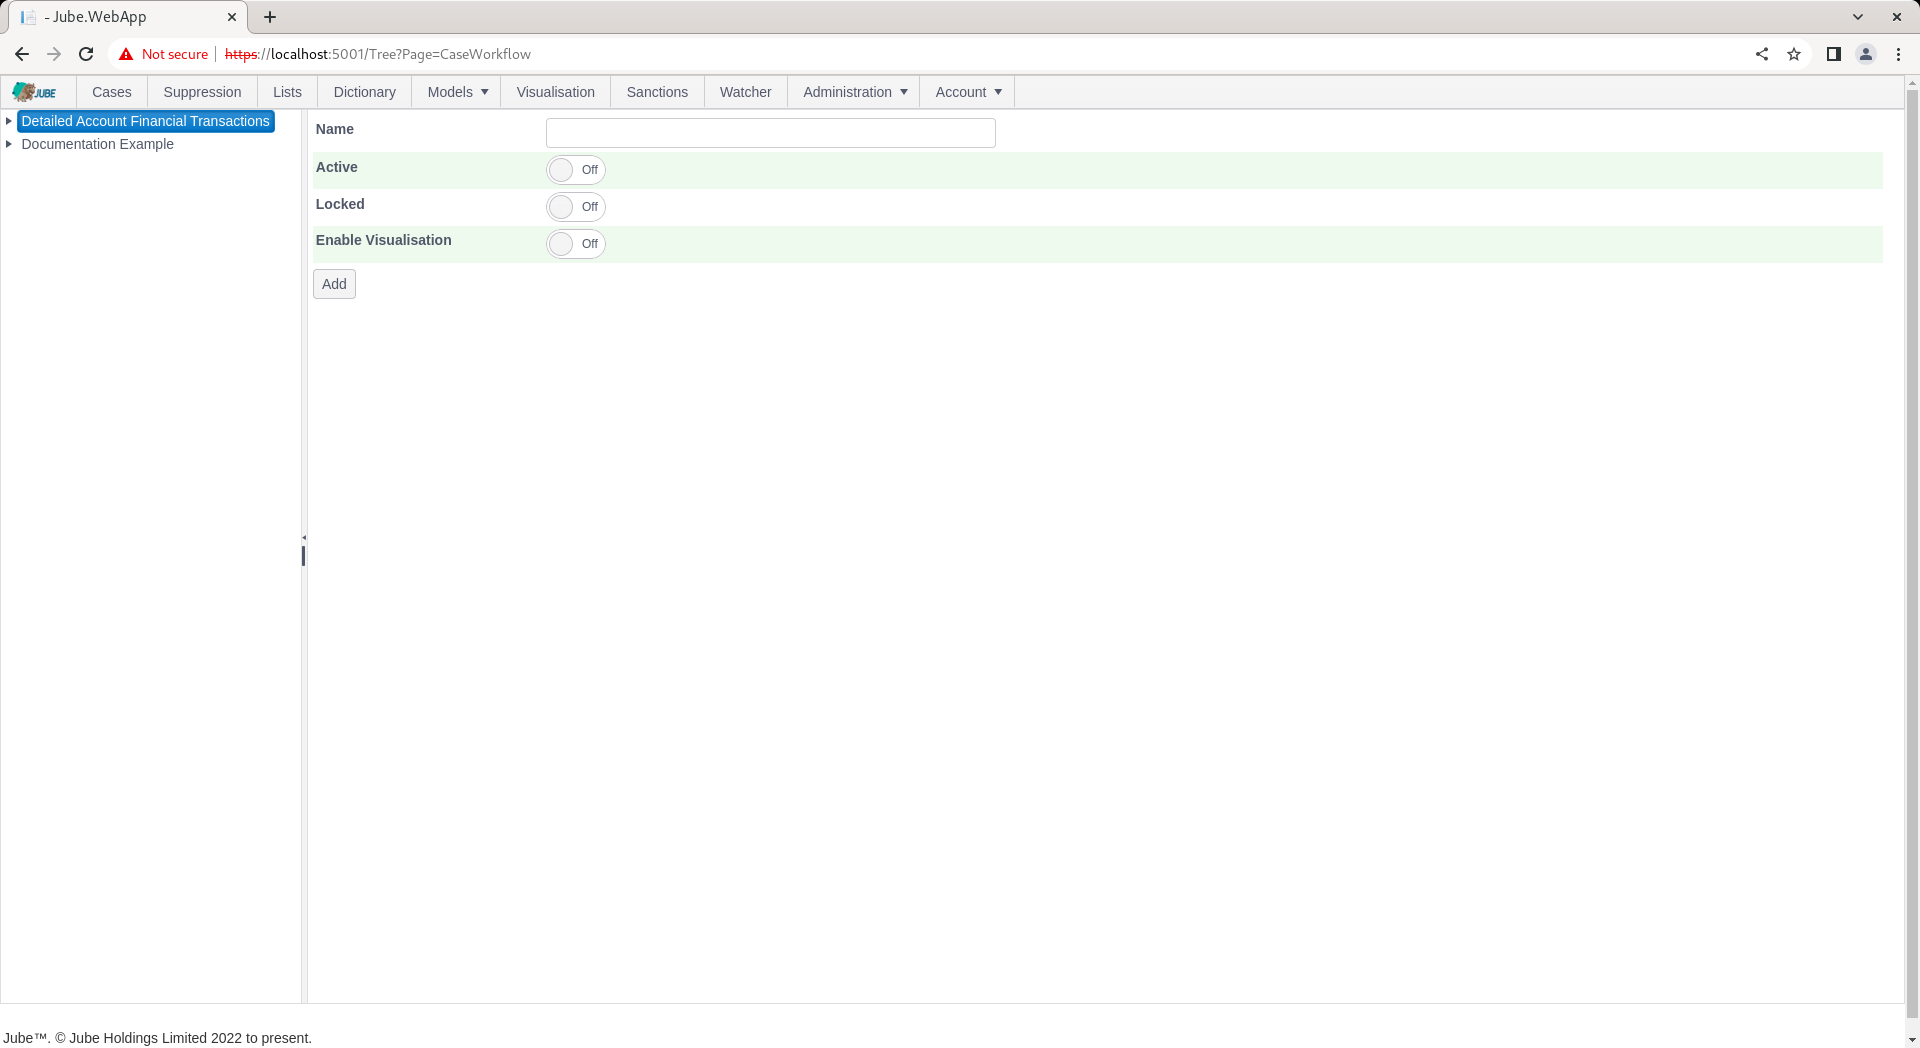 - Jube.WebApp
Not secure
https://localhost:5001/Tree?Page=CaseWorkflow
JUBE Cases Suppression Lists Dictionary Models Visualisation Sanctions Watcher Administration Account
Detailed Account Financial Transactions
Documentation Example
Name
Active Off
Locked Off
Enable Visualisation Off
Add
Jube™. © Jube Holdings Limited 2022 to present.